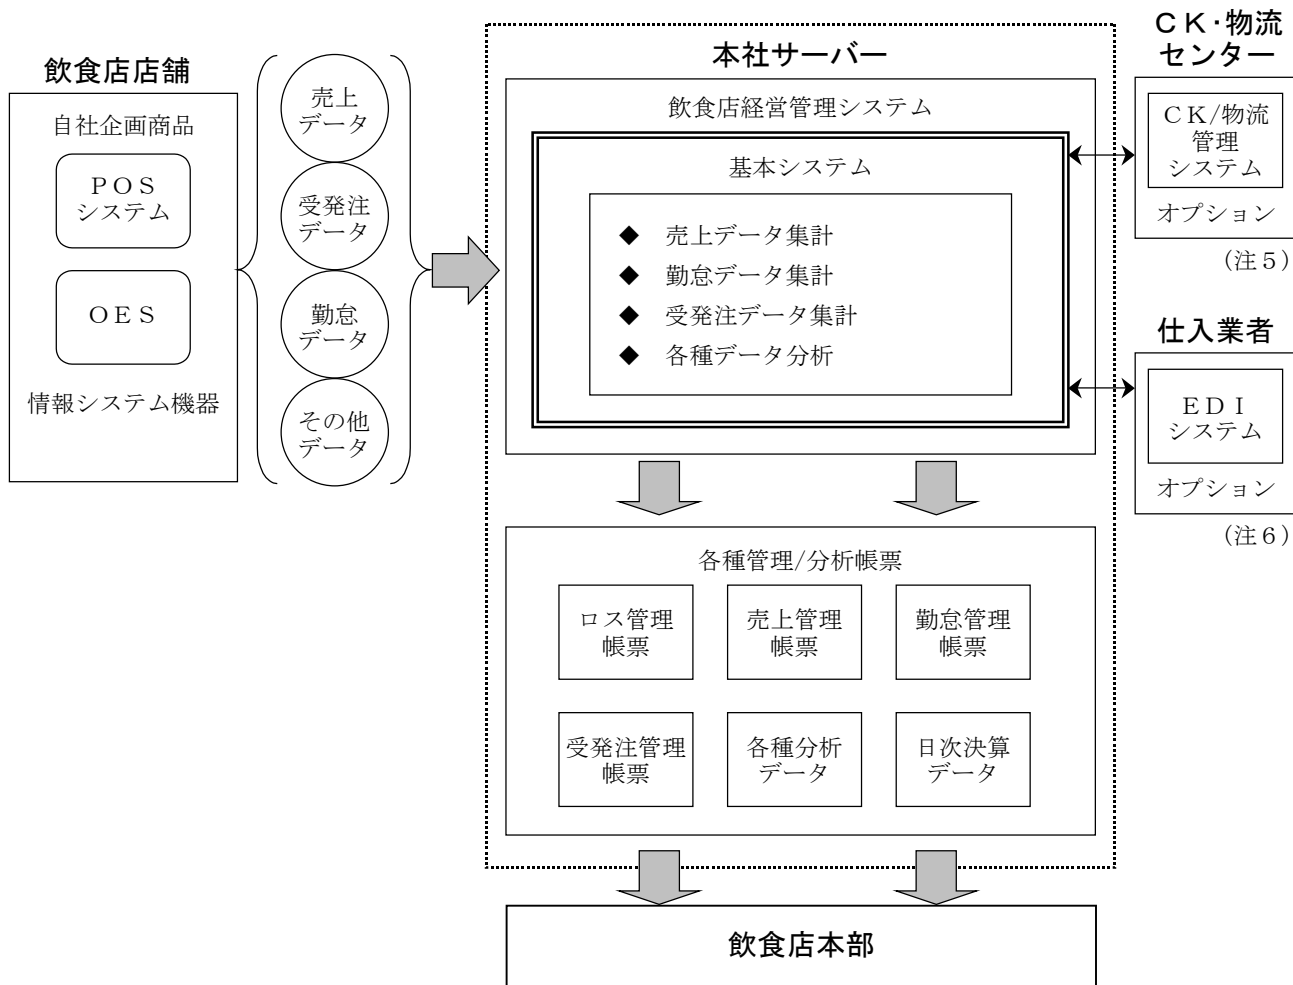 飲食店店舗
自社企画商品
ＰＯＳ
システム
ＯＥＳ
情報システム機器
売上
データ
受発注
データ
勤怠
データ
その他
データ
本社サーバー
飲食店経営管理システム
基本システム
◆ 売上データ集計
◆ 勤怠データ集計
◆ 受発注データ集計
◆ 各種データ分析
ＣＫ・物流
センター
ＣＫ/物流
管理
システム
オプション
（注５）
仕入業者
ＥＤＩ
システム
オプション
（注６）
各種管理/分析帳票
ロス管理
帳票
売上管理
帳票
勤怠管理
帳票
受発注管理
帳票
各種分析
データ
日次決算
データ
飲食店本部